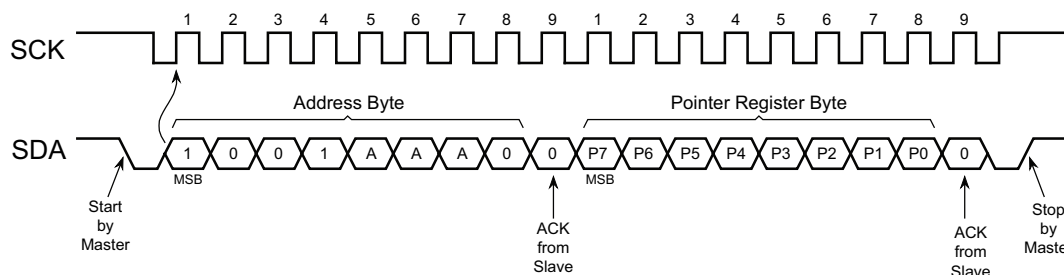 1 2 3 4 5 6 7 8 9 1 2 3 4 5 6 7 8 9
SCK
Address Byte
Pointer Register Byte
SDA
1 0 0 1 A A A 0 0 P7 P6 P5 P4 P3 P2 P1 P0 0
MSB
MSB
Start
by
Master
ACK
from
Slave
ACK
from
Slave
Stop
by
Maste